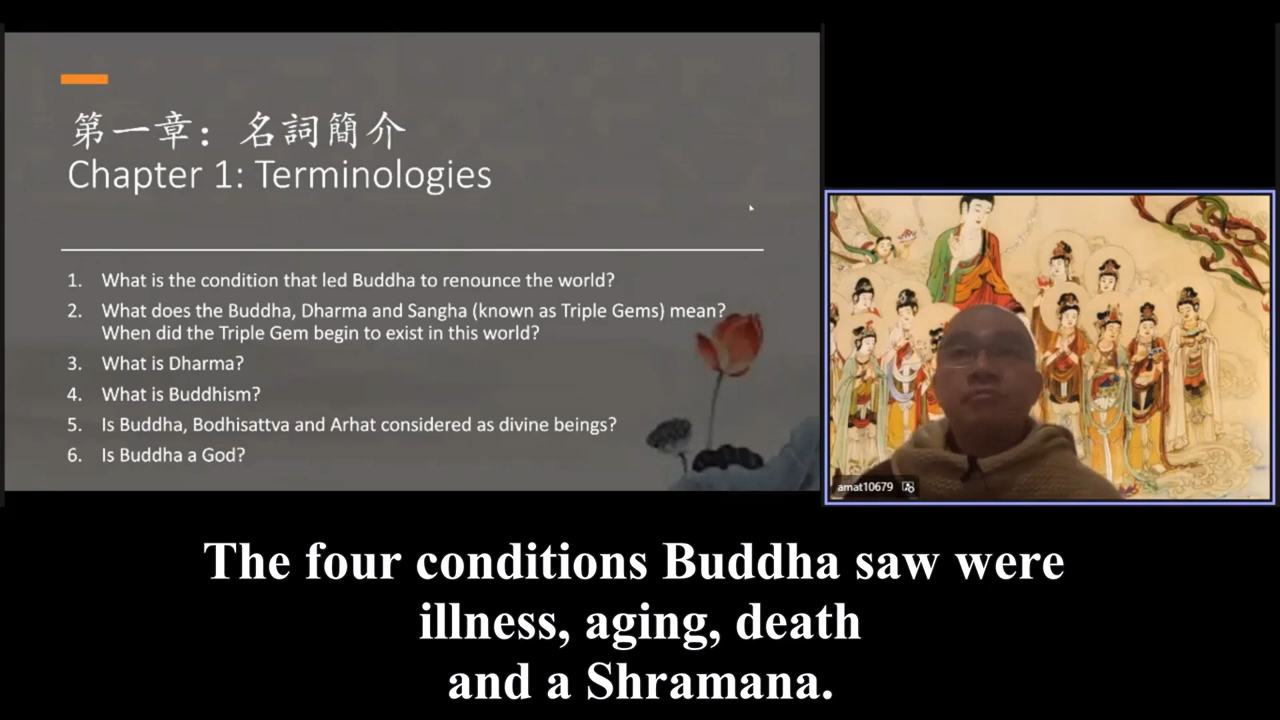 第一章：名詞簡介
Chapter 1: Terminologies
1. What is the condition that led Buddha to renounce the world?
2. What does the Buddha, Dharma and Sangha (known as Triple Gems) mean?
When did the Triple Gem begin to exist in this world?
3. What is Dharma?
4. What is Buddhism?
5. Is Buddha, Bodhisattva and Arhat considered as divine beings?
6. Is Buddha a God?
amat10679
The four conditions Buddha saw were
illness, aging, death
and a Shramana.